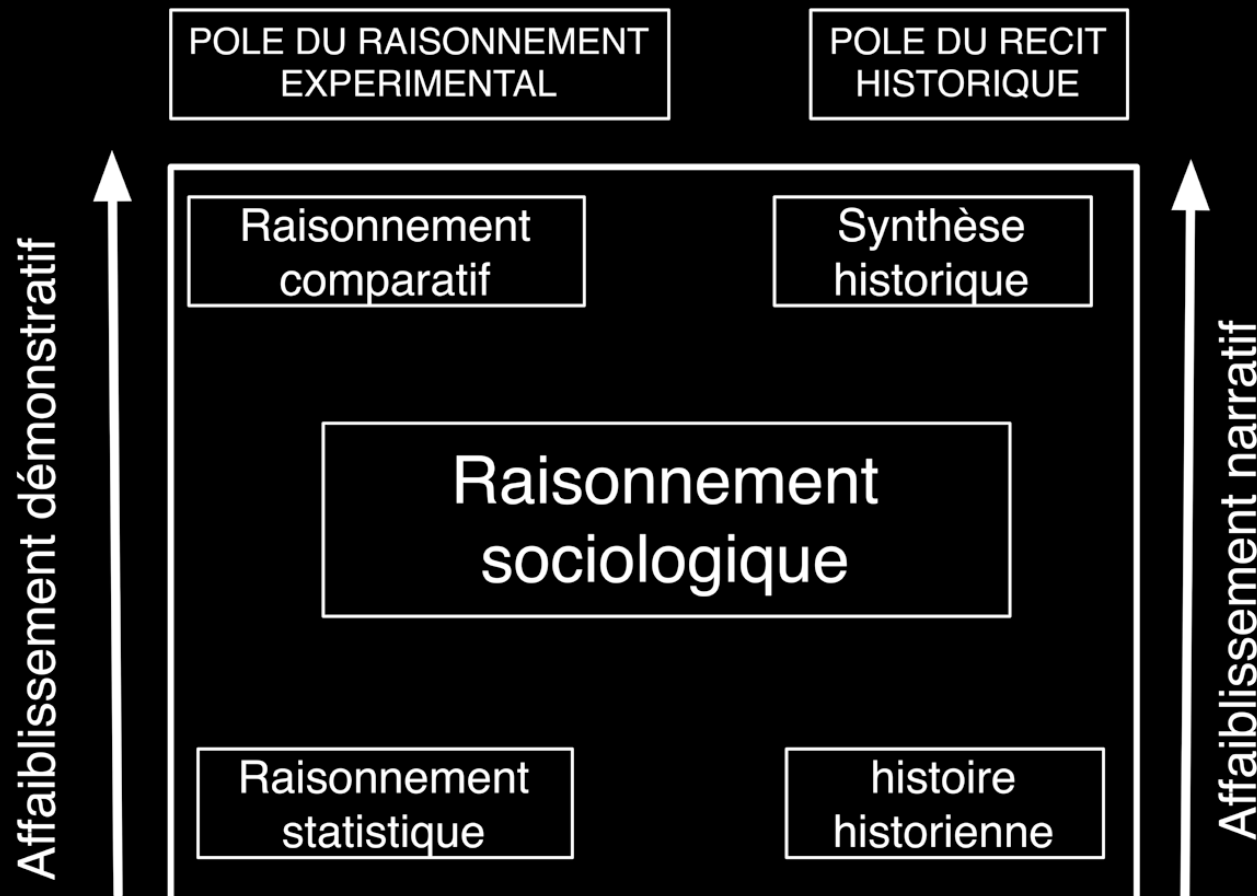 POLE DU RAISONNEMENT
EXPERIMENTAL
POLE DU RECIT
HISTORIQUE
Affaiblissement démonstratif
Raisonnement
comparatif
Synthèse
historique
Raisonnement
sociologique
Raisonnement
statistique
histoire
historienne
Affaiblissement narratif